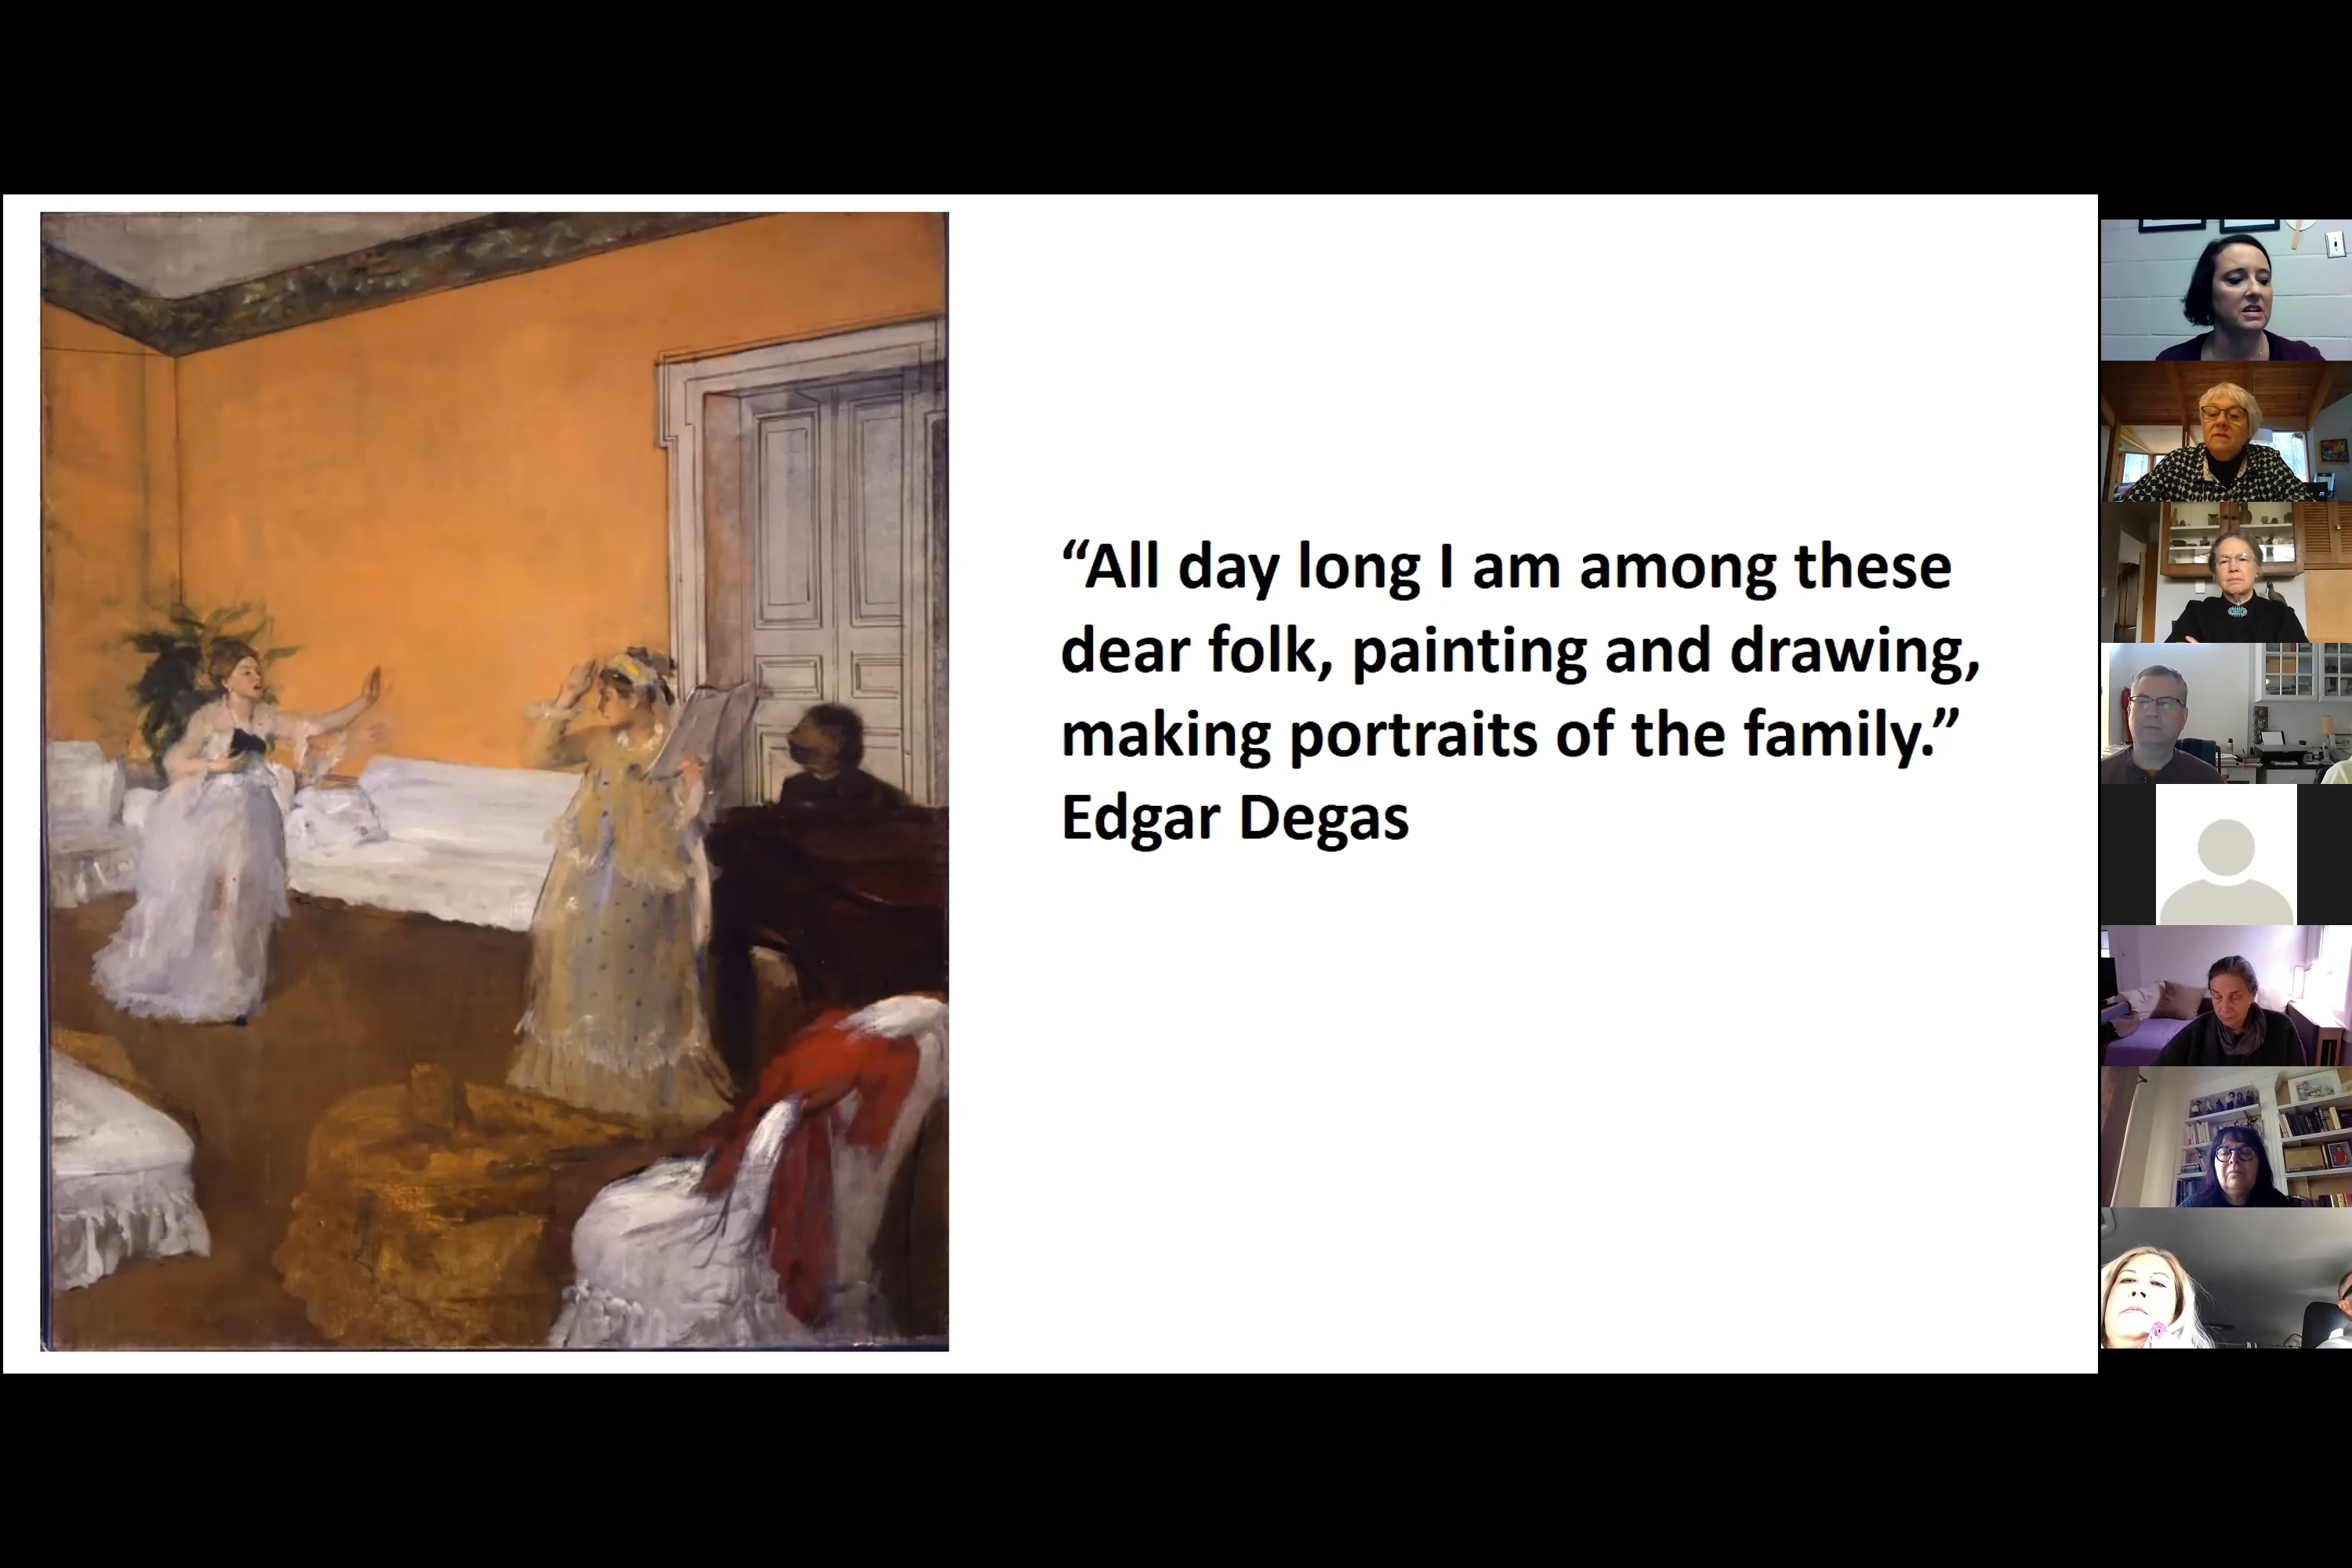 “All day long I am among these
dear folk, painting and drawing,
making portraits of the family.”
Edgar Degas